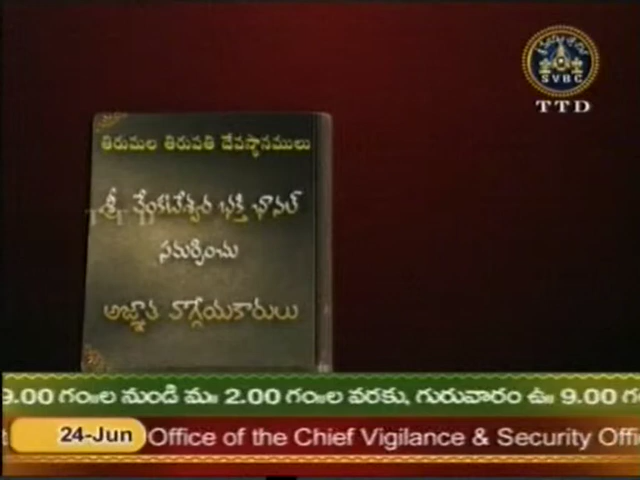 SVBC
TTD
తిరుమల తిరుపతి దేవస్థానములు
శ్రీ వేంకటేశ్వర భక్తి ఛానల్
సమర్పించు
అజ్ఞాత వాగ్గేయకారులు
9.00 గం॥ల నుండి మ॥ 2.00 గం॥ల వరకు, గురువారం ఉ॥ 9.00
24-Jun Office of the Chief Vigilance & Security